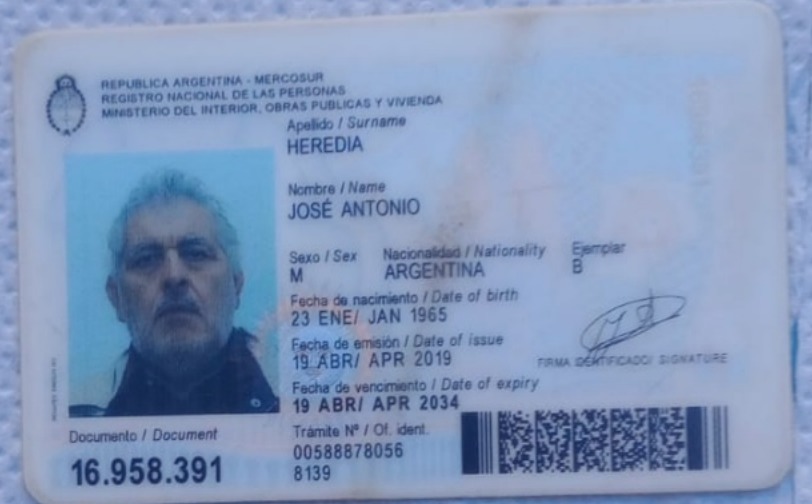 REPUBLICA ARGENTINA - MERCOSUR
REGISTRO NACIONAL DE LAS PERSONAS
MINISTERIO DEL INTERIOR, OBRAS PUBLICAS Y VIVIENDA
Apellido / Surname
HEREDIA
Nombre / Name
JOSÉ ANTONIO
Sexo / Sex Nacionalidad / Nationality Ejemplar
M ARGENTINA B
Fecha de nacimiento / Date of birth
23 ENE/ JAN 1965
Fecha de emisión / Date of issue
19 ABR/ APR 2019
FIRMA IDENTIFICADO/ SIGNATURE
Fecha de vencimiento / Date of expiry
19 ABR/ APR 2034
Documento / Document
16.958.391
Trámite Nº / Of. ident.
00588878056
8139